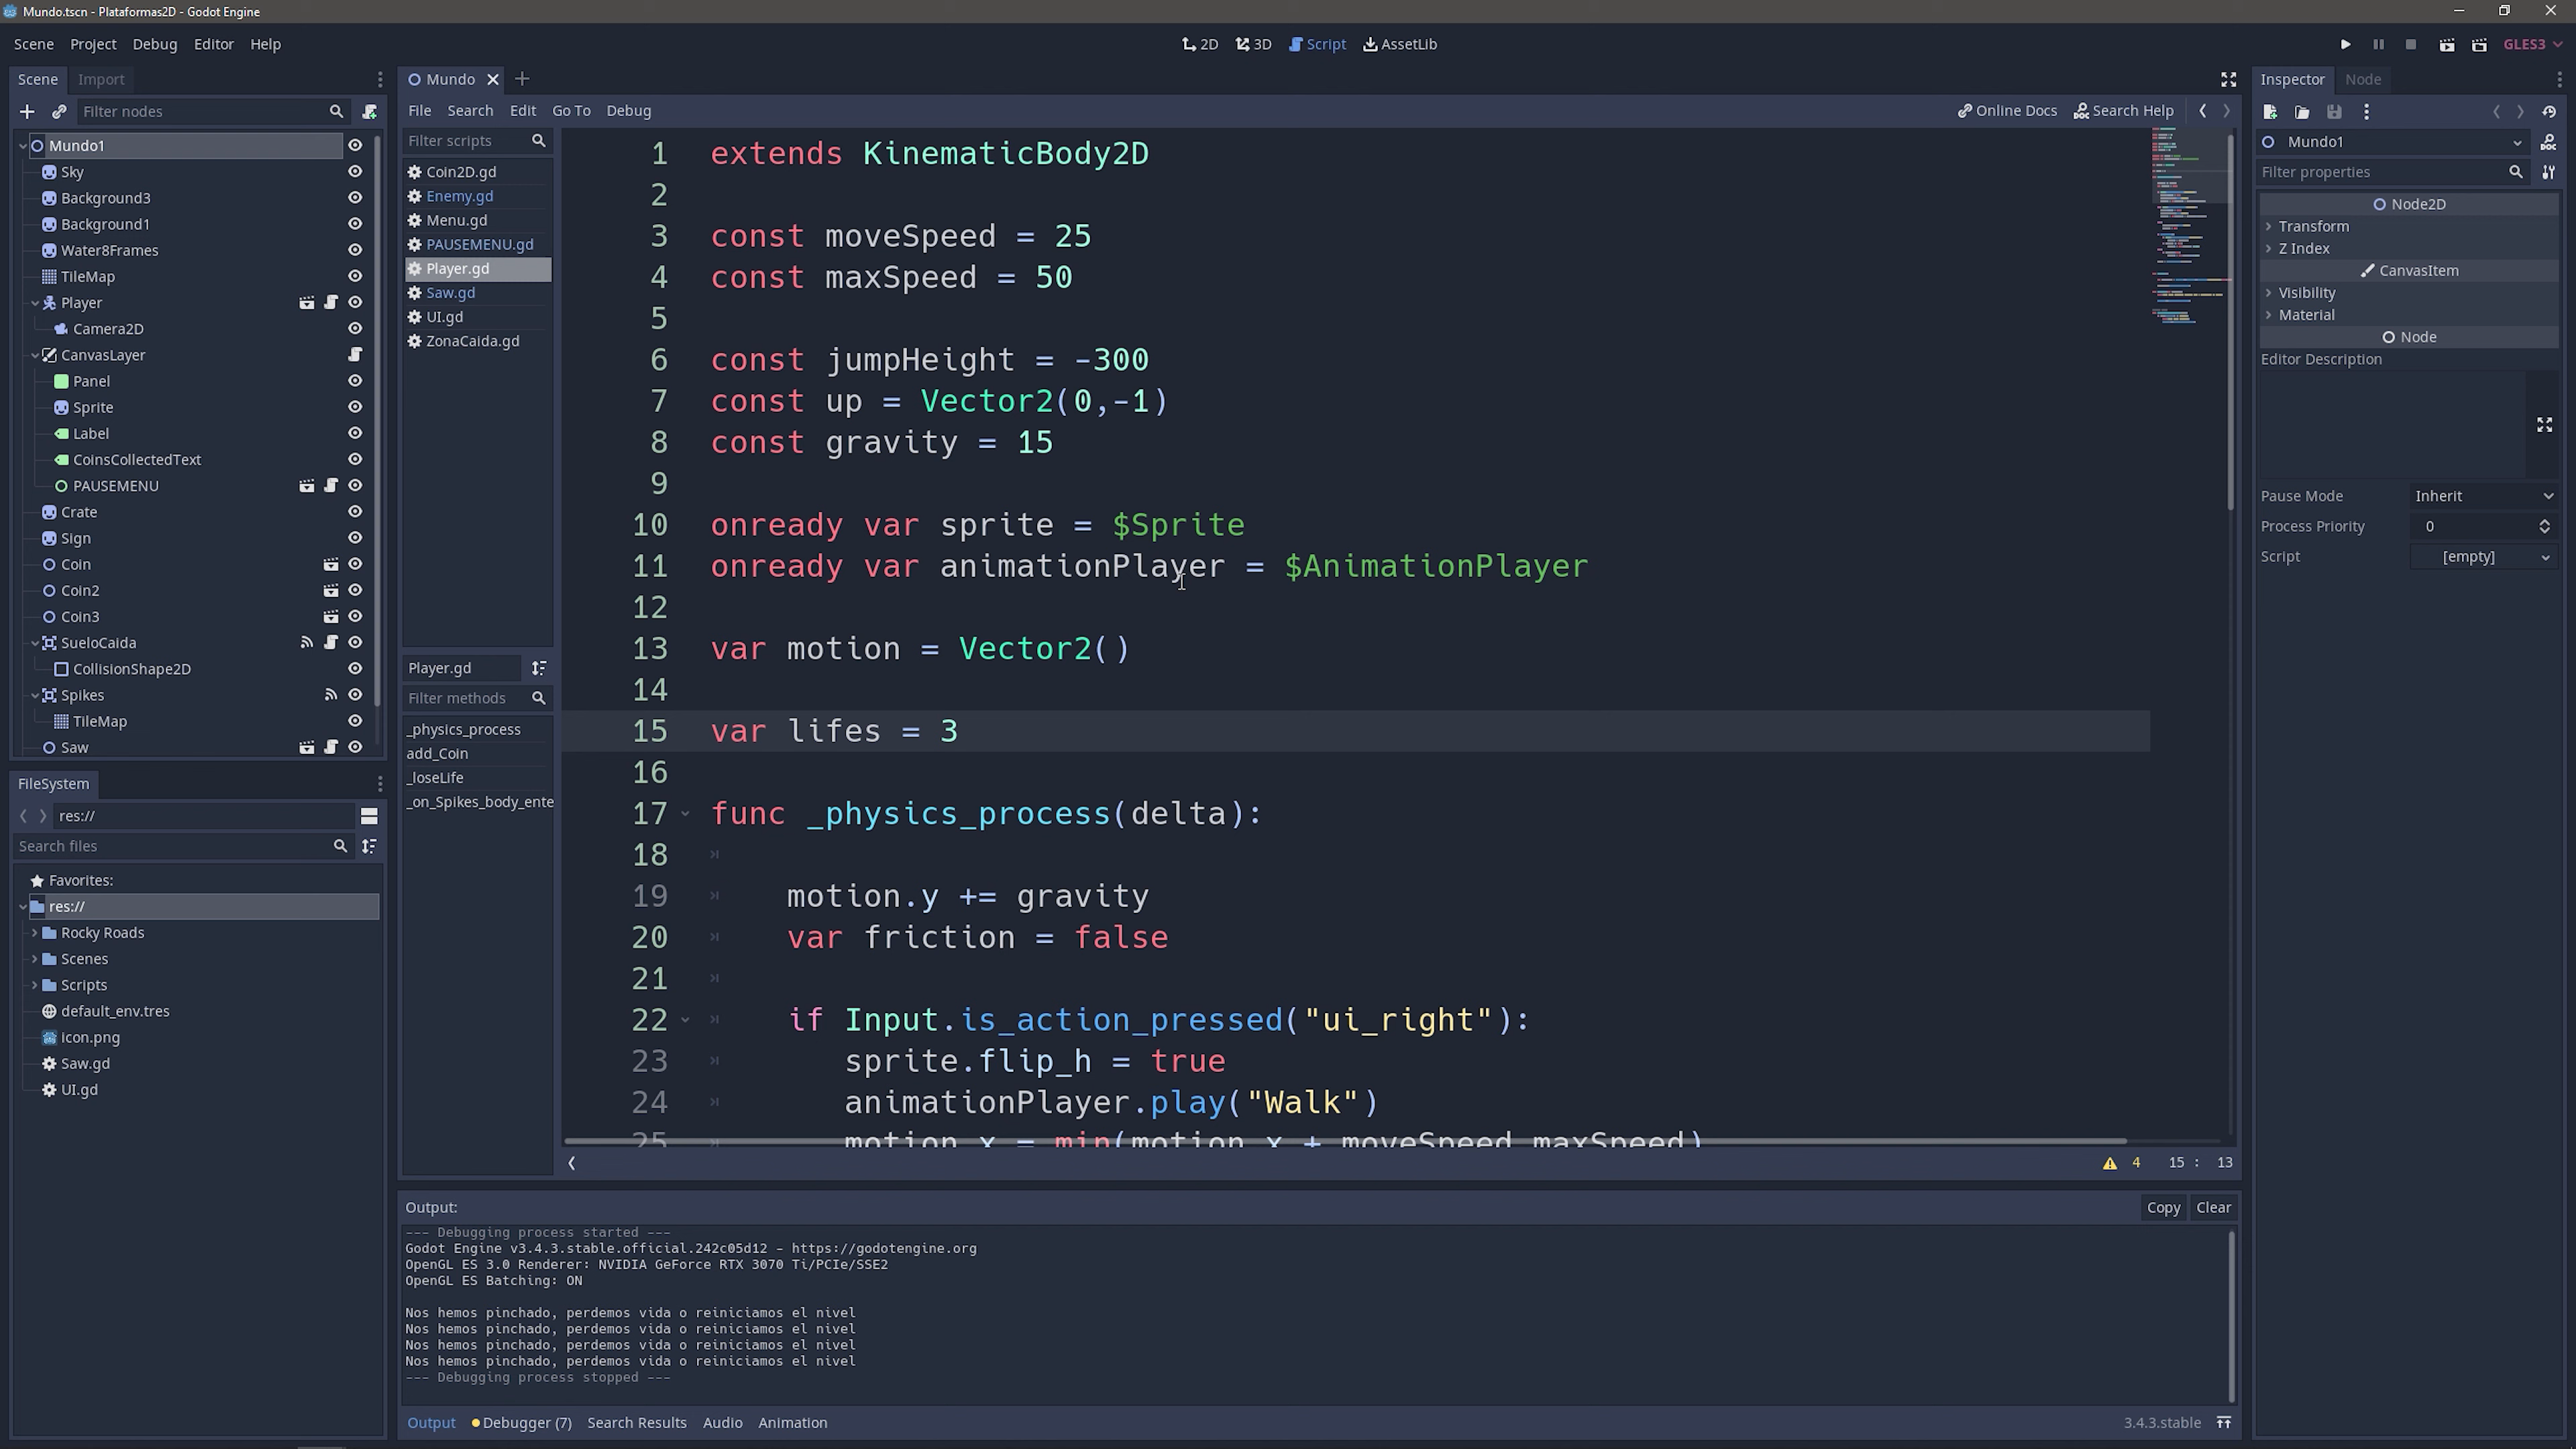 Mundo.tscn - Plataformas2D - Godot Engine
Scene Project Debug Editor Help
2D 3D Script AssetLib
GLES3
Scene Import
Filter nodes
Mundo1
Sky
Background3
Background1
Water8Frames
TileMap
Player
Camera2D
CanvasLayer
Panel
Sprite
Label
CoinsCollectedText
PAUSEMENU
Crate
Sign
Coin
Coin2
Coin3
SueloCaida
CollisionShape2D
Spikes
TileMap
Saw
FileSystem
res://
Search files
Favorites:
res://
Rocky Roads
Scenes
Scripts
default_env.tres
icon.png
Saw.gd
UI.gd
Mundo
File Search Edit Go To Debug
Online Docs Search Help
Filter scripts
Coin2D.gd
Enemy.gd
Menu.gd
PAUSEMENU.gd
Player.gd
Saw.gd
UI.gd
ZonaCaida.gd
Player.gd
Filter methods
_physics_process
add_Coin
_loseLife
_on_Spikes_body_ente
1 extends KinematicBody2D
2
3 const moveSpeed = 25
4 const maxSpeed = 50
5
6 const jumpHeight = -300
7 const up = Vector2(0,-1)
8 const gravity = 15
9
10 onready var sprite = $Sprite
11 onready var animationPlayer = $AnimationPlayer
12
13 var motion = Vector2()
14
15 var lifes = 3
16
17 func _physics_process(delta):
18
19 motion.y += gravity
20 var friction = false
21
22 if Input.is_action_pressed("ui_right"):
23 sprite.flip_h = true
24 animationPlayer.play("Walk")
25 motion.x = min(motion.x + moveSpeed,maxSpeed)
4 15 : 13
Output:
Copy Clear
--- Debugging process started ---
Godot Engine v3.4.3.stable.official.242c05d12 - https://godotengine.org
OpenGL ES 3.0 Renderer: NVIDIA GeForce RTX 3070 Ti/PCIe/SSE2
OpenGL ES Batching: ON
Nos hemos pinchado, perdemos vida o reiniciamos el nivel
Nos hemos pinchado, perdemos vida o reiniciamos el nivel
Nos hemos pinchado, perdemos vida o reiniciamos el nivel
Nos hemos pinchado, perdemos vida o reiniciamos el nivel
--- Debugging process stopped ---
Output Debugger (7) Search Results Audio Animation
3.4.3.stable
Inspector Node
Mundo1
Filter properties
Node2D
Transform
Z Index
CanvasItem
Visibility
Material
Node
Editor Description
Pause Mode Inherit
Process Priority 0
Script [empty]